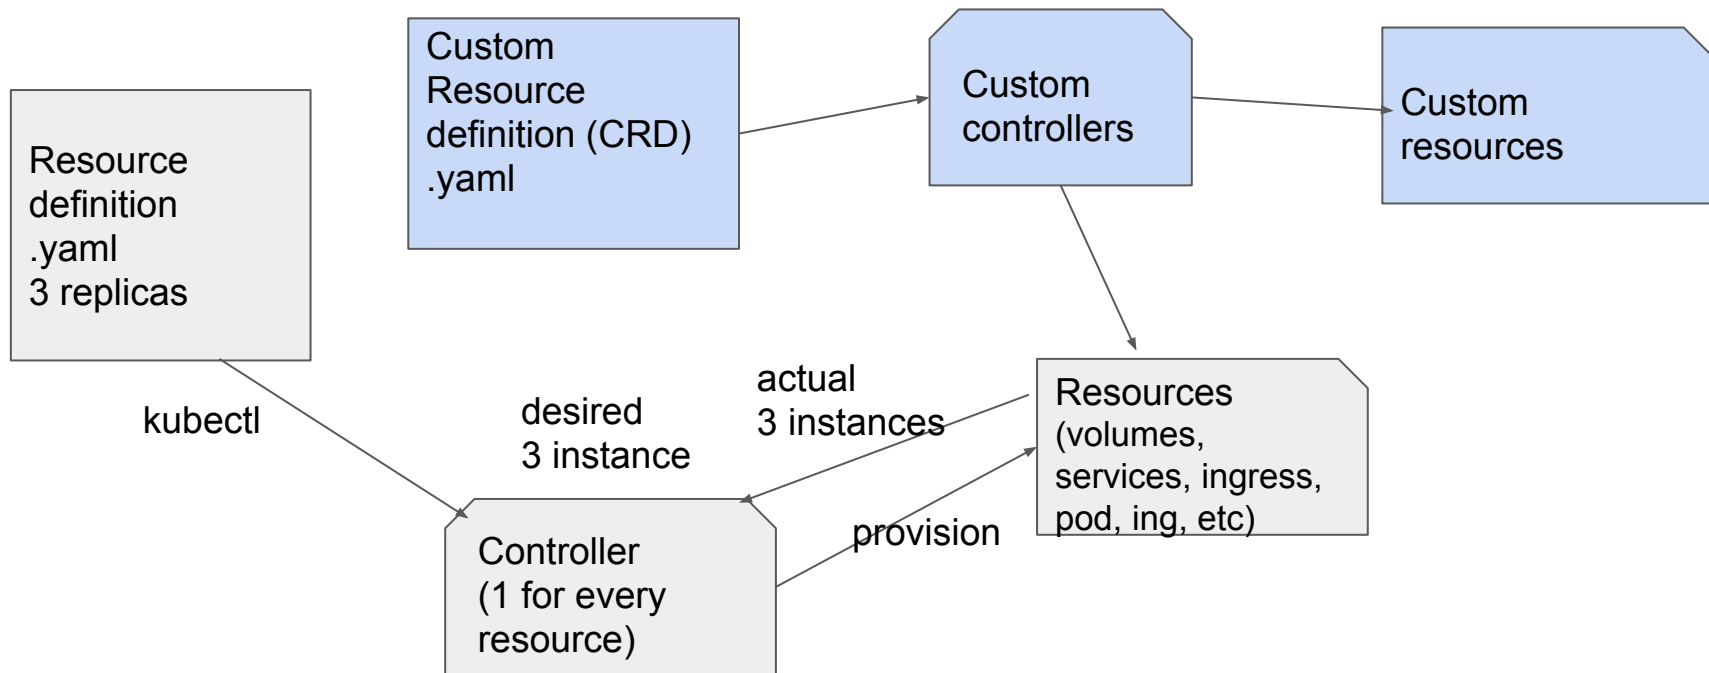 Custom
Resource
definition (CRD)
.yaml
Custom
controllers
Custom
resources
Resource
definition
.yaml
3 replicas
kubectl
desired
3 instance
actual
3 instances
Resources
(volumes,
services, ingress,
pod, ing, etc)
provision
Controller
(1 for every
resource)